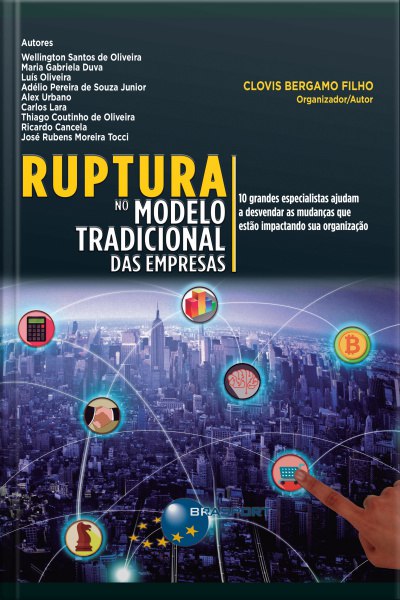 Autores
Wellington Santos de Oliveira
Maria Gabriela Duva
Luís Oliveira
Adélio Pereira de Souza Junior
Alex Urbano
Carlos Lara
Thiago Coutinho de Oliveira
Ricardo Cancela
José Rubens Moreira Tocci
CLOVIS BERGAMO FILHO
Organizador/Autor
RUPTURA
NO MODELO
TRADICIONAL
DAS EMPRESAS
10 grandes especialistas ajudam
a desvendar as mudanças que
estão impactando sua organização
BRASPORT